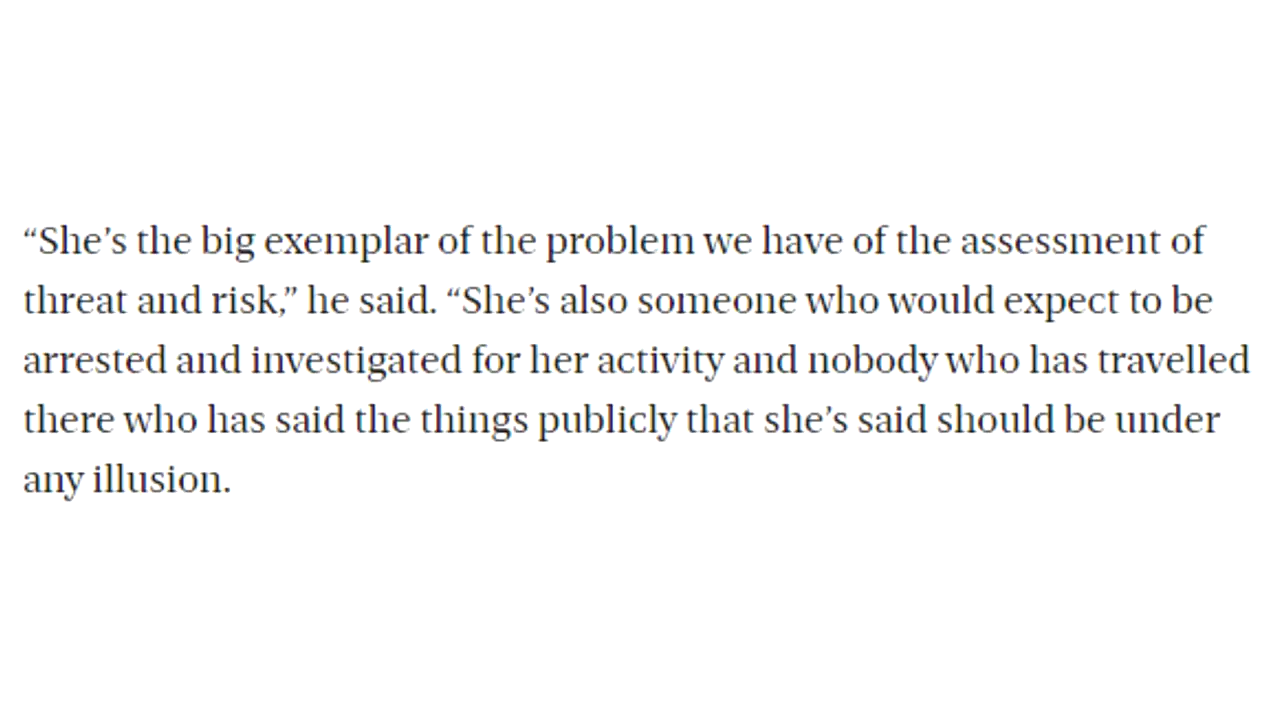 “She’s the big exemplar of the problem we have of the assessment of
threat and risk,” he said. “She’s also someone who would expect to be
arrested and investigated for her activity and nobody who has travelled
there who has said the things publicly that she’s said should be under
any illusion.